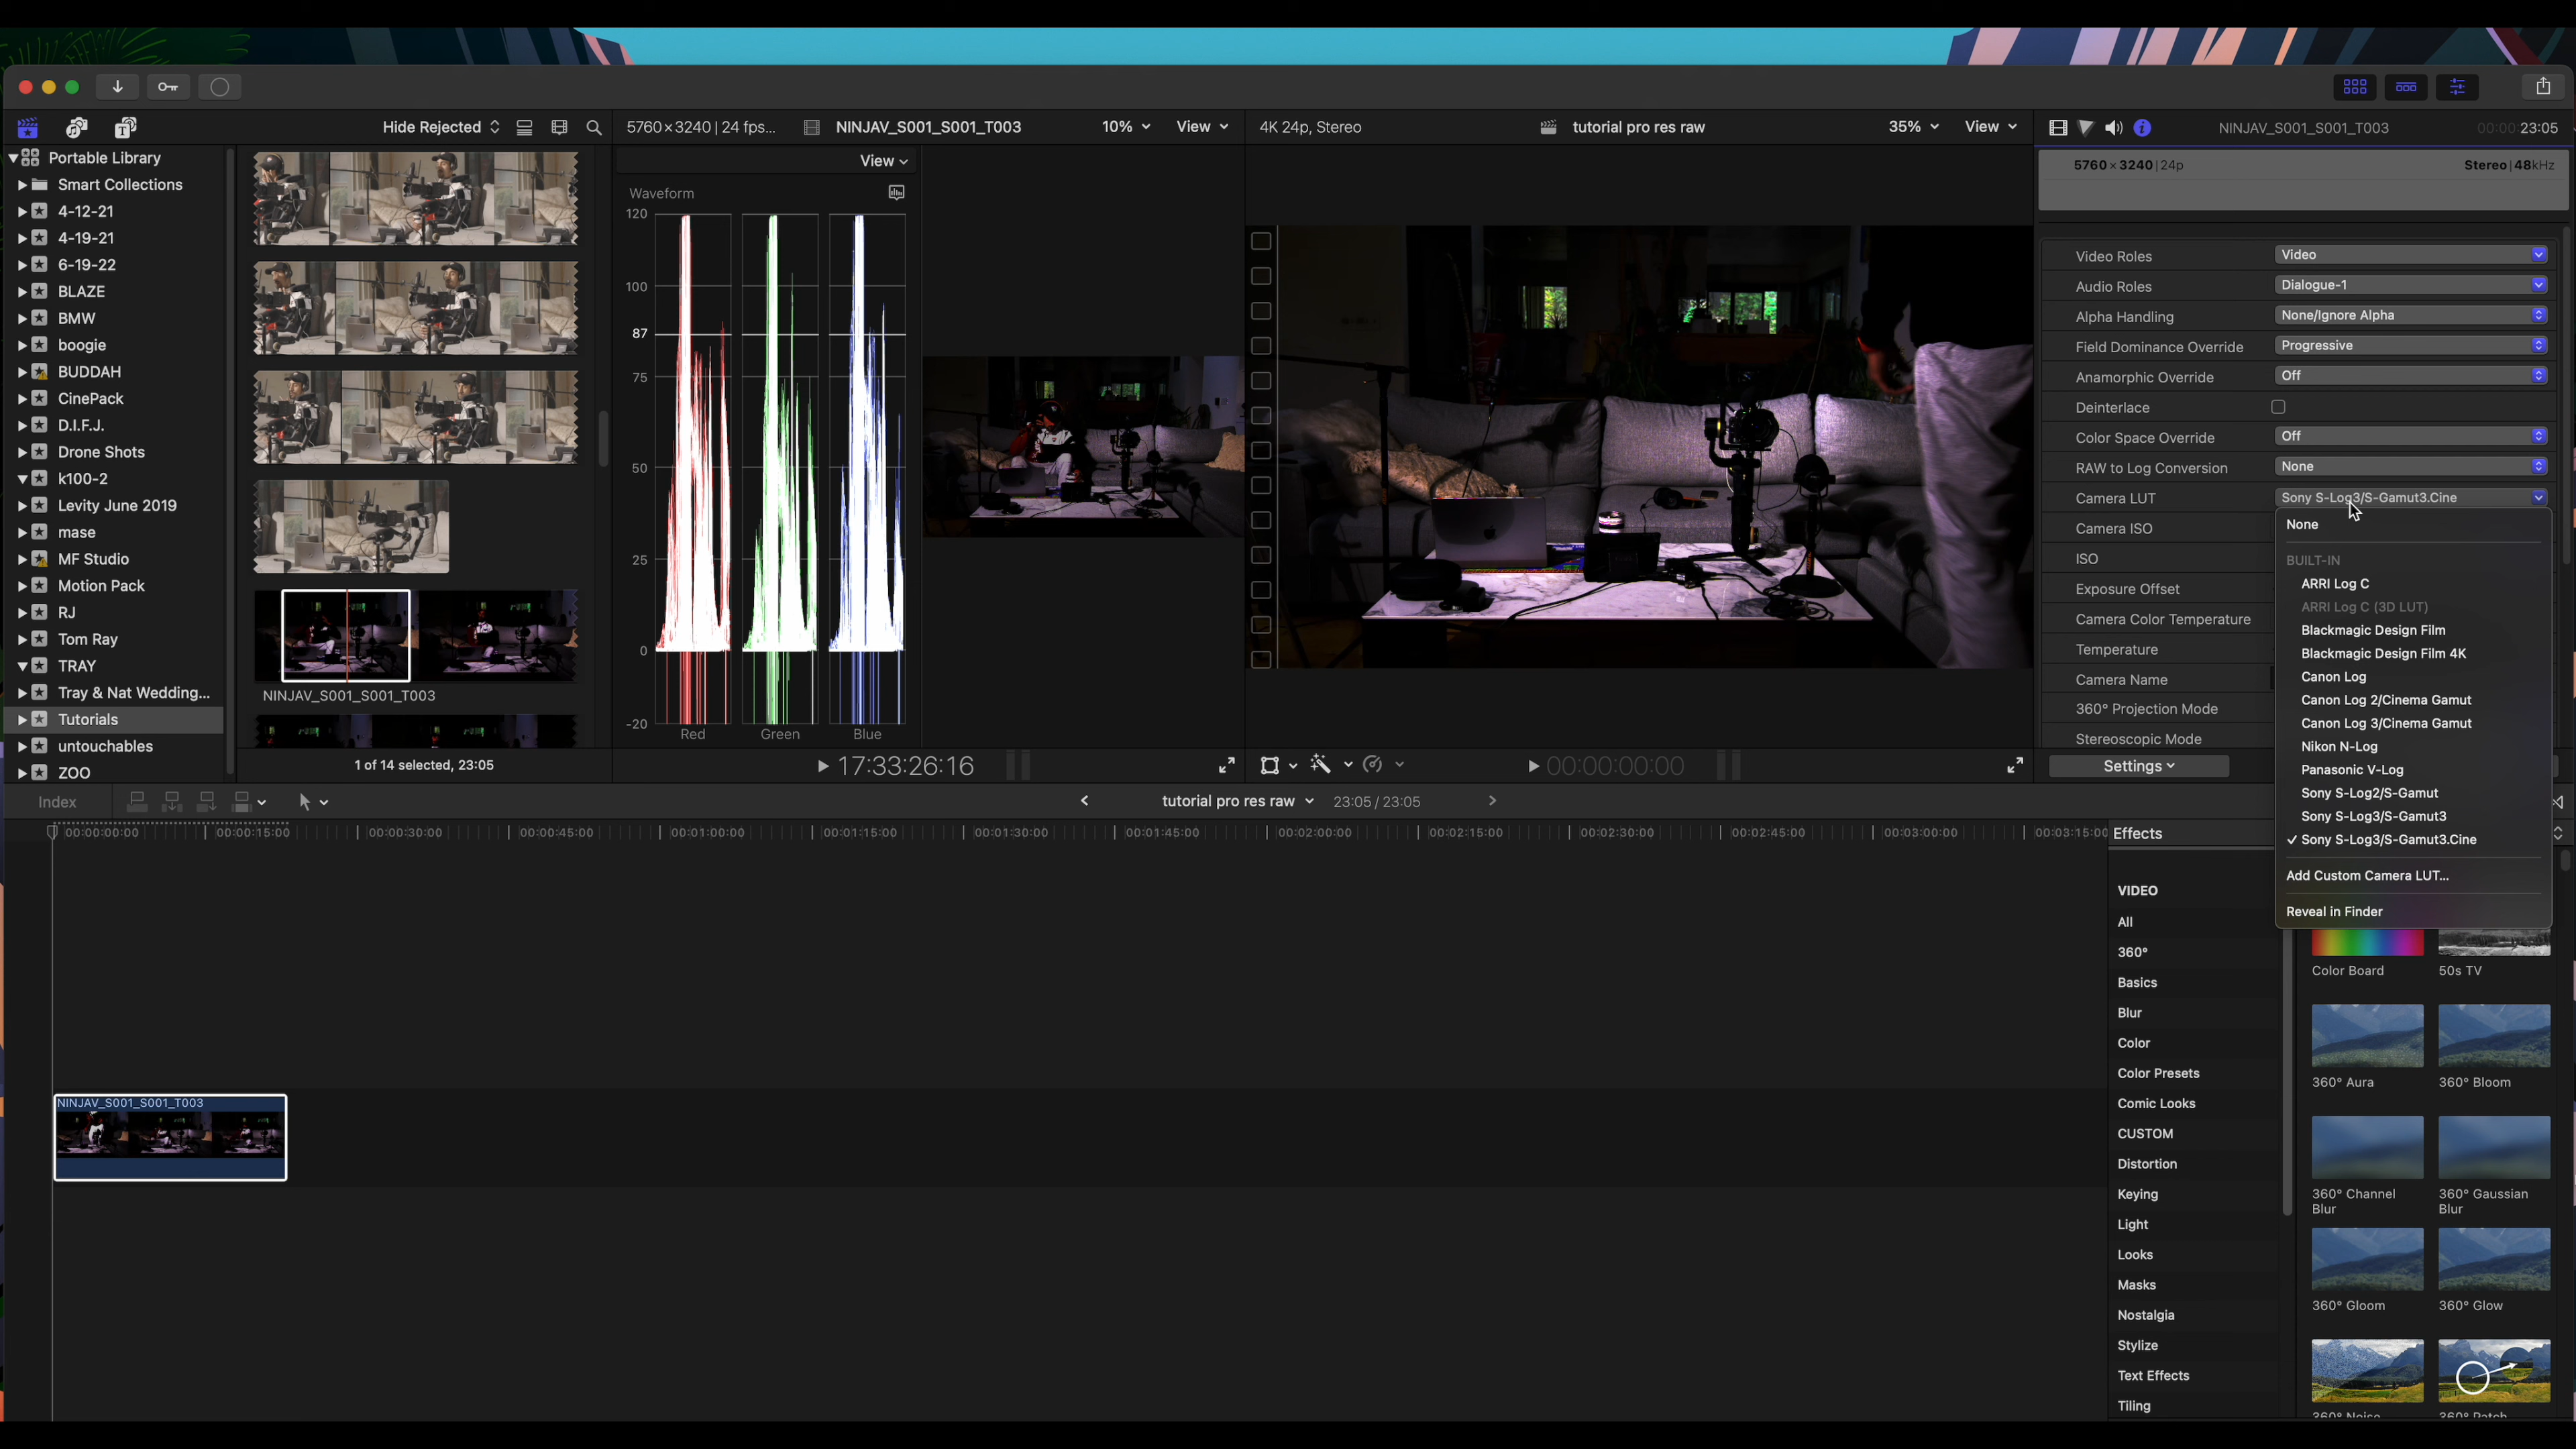 Hide Rejected
5760×3240 | 24 fps...
NINJAV_S001_S001_T003
10%
View
4K 24p, Stereo
tutorial pro res raw
35%
View
NINJAV_S001_S001_T003
00:00:23:05
Portable Library
Smart Collections
4-12-21
4-19-21
6-19-22
BLAZE
BMW
boogie
BUDDAH
CinePack
D.I.F.J.
Drone Shots
k100-2
Levity June 2019
mase
MF Studio
Motion Pack
RJ
Tom Ray
TRAY
Tray & Nat Wedding...
Tutorials
untouchables
ZOO
NINJAV_S001_S001_T003
1 of 14 selected, 23:05
View
Waveform
120
100
87
75
50
25
0
-20
Red
Green
Blue
17:33:26:16
00:00:00:00
5760×3240 | 24p
Stereo | 48kHz
Video Roles
Video
Audio Roles
Dialogue-1
Alpha Handling
None/Ignore Alpha
Field Dominance Override
Progressive
Anamorphic Override
Off
Deinterlace
Color Space Override
Off
RAW to Log Conversion
None
Camera LUT
Sony S-Log3/S-Gamut3.Cine
Camera ISO
ISO
Exposure Offset
Camera Color Temperature
Temperature
Camera Name
360° Projection Mode
Stereoscopic Mode
Settings
None
BUILT-IN
ARRI Log C
ARRI Log C (3D LUT)
Blackmagic Design Film
Blackmagic Design Film 4K
Canon Log
Canon Log 2/Cinema Gamut
Canon Log 3/Cinema Gamut
Nikon N-Log
Panasonic V-Log
Sony S-Log2/S-Gamut
Sony S-Log3/S-Gamut3
✓ Sony S-Log3/S-Gamut3.Cine
Add Custom Camera LUT...
Reveal in Finder
Index
tutorial pro res raw
23:05 / 23:05
00:00:00:00
00:00:15:00
00:00:30:00
00:00:45:00
00:01:00:00
00:01:15:00
00:01:30:00
00:01:45:00
00:02:00:00
00:02:15:00
00:02:30:00
00:02:45:00
00:03:00:00
00:03:15:00
NINJAV_S001_S001_T003
Effects
VIDEO
All
360°
Basics
Blur
Color
Color Presets
Comic Looks
CUSTOM
Distortion
Keying
Light
Looks
Masks
Nostalgia
Stylize
Text Effects
Tiling
Color Board
50s TV
360° Aura
360° Bloom
360° Channel
Blur
360° Gaussian
Blur
360° Gloom
360° Glow
360° Noise
360° Patch